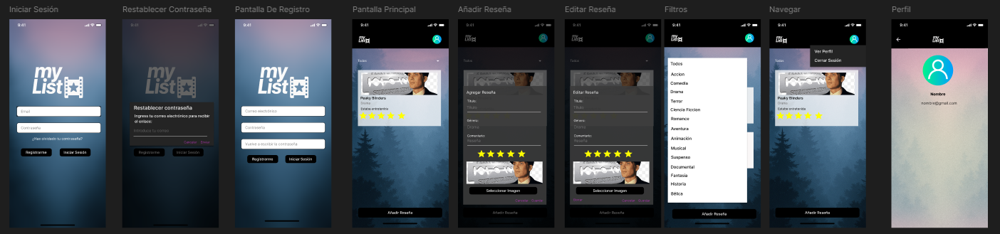 Iniciar Sesión
9:41
my
List
Email
Contraseña
¿Has olvidado tu contraseña?
Registrarme
Iniciar Sesión
Restablecer Contraseña
9:41
my
List
Restablecer contraseña
Ingresa tu correo electrónico para recibir
el enlace:
Introduce tu correo
Cancelar Enviar
Registrarme
Iniciar Sesión
Pantalla De Registro
9:41
my
List
Correo electrónico
Contraseña
Vuelve a escribir la contraseña
Registrarme
Iniciar Sesión
Pantalla Principal
9:41
my
List
Todos
Peaky Blinders
Drama
Estaba entretenida
Añadir Reseña
Añadir Reseña
9:41
my
List
Todos
Agregar Reseña
Título:
Título
Género:
Drama
Comentario:
Reseña
Seleccionar Imagen
Cancelar
Añadir Reseña
Editar Reseña
9:41
my
List
Todos
Editar Reseña
Título:
Título
Género:
Drama
Comentario:
Reseña
Seleccionar Imagen
Cancelar
Añadir Reseña
Filtros
9:41
my
List
Todos
Accion
Comedia
Drama
Terror
Ciencia Ficcion
Romance
Aventura
Animación
Musical
Suspenso
Documental
Fantasia
Historia
Bélica
Añadir Reseña
Navegar
9:41
my
List
Ver Perfil
Cerrar Sesión
Todos
Peaky Blinders
Drama
Estaba entretenida
Añadir Reseña
Perfil
9:41
Nombre
nombre@gmail.com